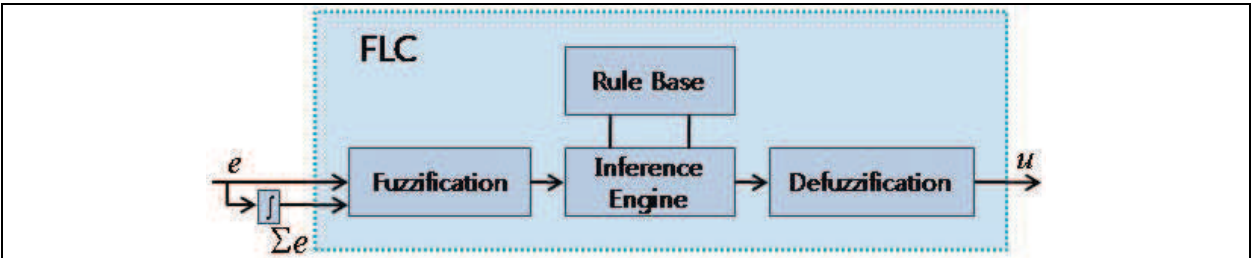 FLC
Rule Base
e
Fuzzification
Inference
Engine
Defuzzification
u
∫
Σe